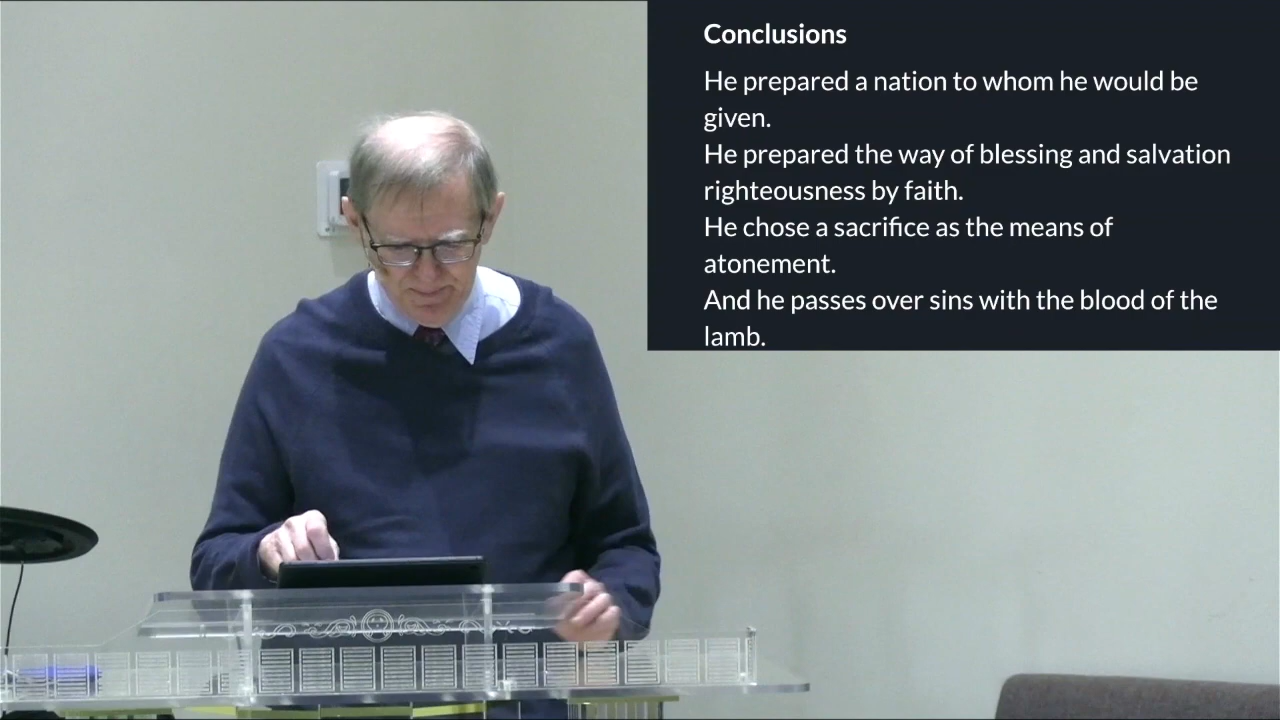 Conclusions
He prepared a nation to whom he would be
given.
He prepared the way of blessing and salvation
righteousness by faith.
He chose a sacrifice as the means of
atonement.
And he passes over sins with the blood of the
lamb.